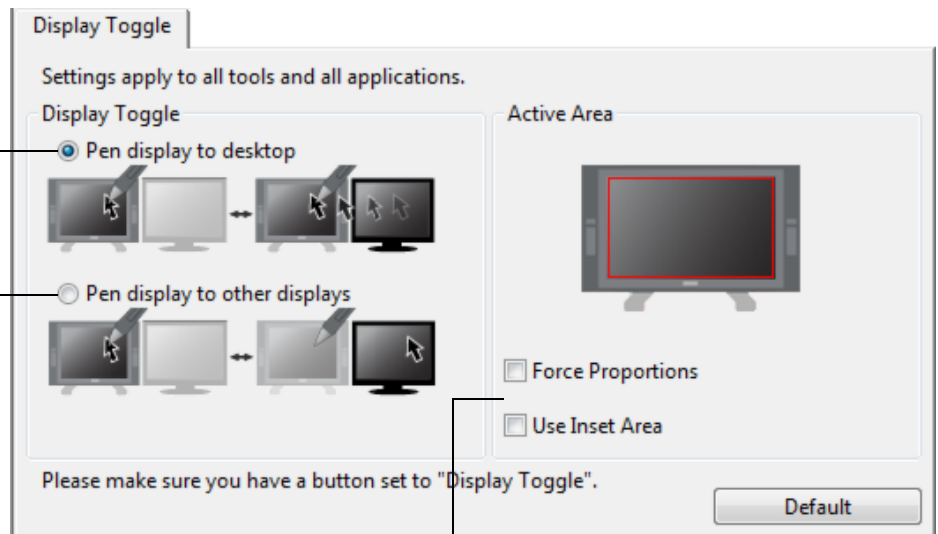 Display Toggle
Settings apply to all tools and all applications.
Display Toggle
Pen display to desktop
Pen display to other displays
Active Area
Force Proportions
Use Inset Area
Please make sure you have a button set to "Display Toggle".
Default